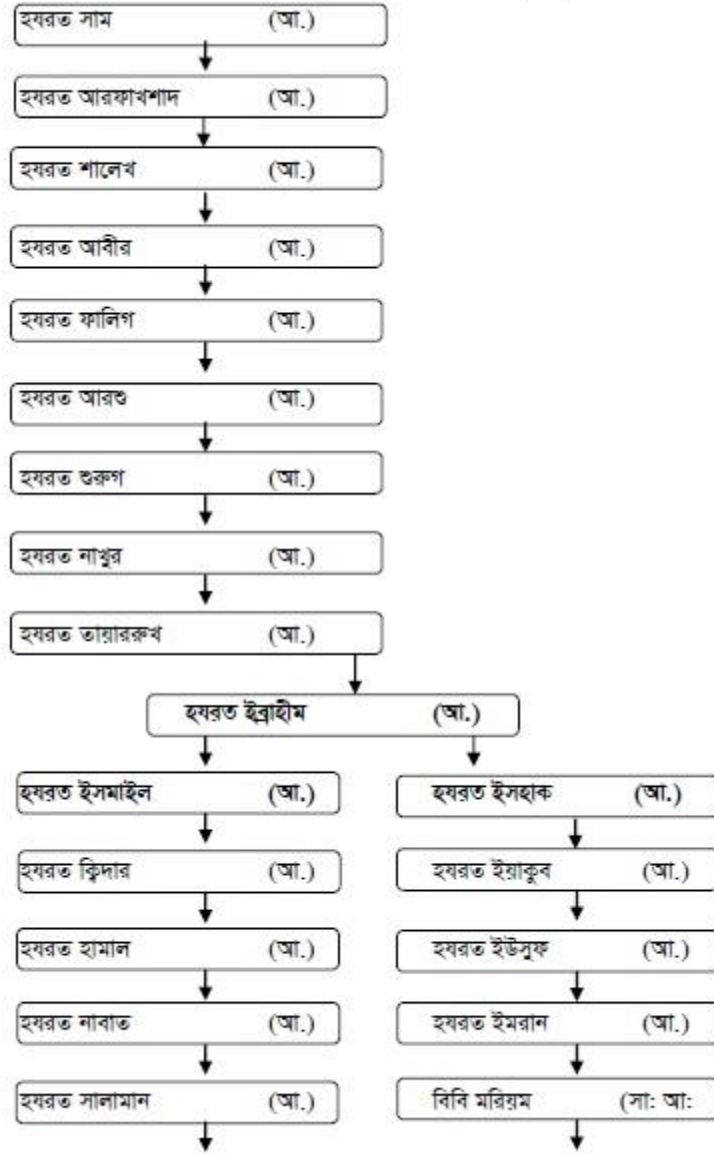 হযরত সাম (আ.)
হযরত আরফাখশাদ (আ.)
হযরত শালেখ (আ.)
হযরত আবীর (আ.)
হযরত ফালিগ (আ.)
হযরত আরশু (আ.)
হযরত শুরুগ (আ.)
হযরত নাখুর (আ.)
হযরত তায়াররুখ (আ.)
হযরত ইব্রাহীম (আ.)
হযরত ইসমাইল (আ.) হযরত ইসহাক (আ.)
হযরত ক্বিদার (আ.) হযরত ইয়াকুব (আ.)
হযরত হামাল (আ.) হযরত ইউসুফ (আ.)
হযরত নাবাত (আ.) হযরত ইমরান (আ.)
হযরত সালামান (আ.) বিবি মরিয়ম (সা: আ: